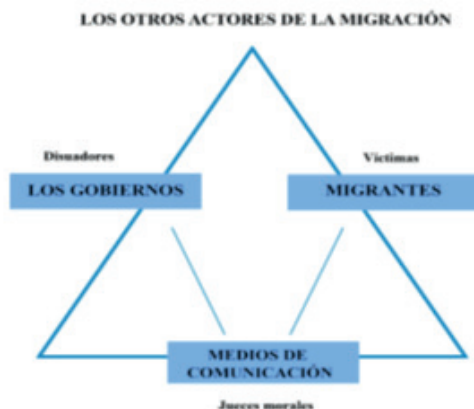 LOS OTROS ACTORES DE LA MIGRACIÓN
Disuadores
Víctimas
LOS GOBIERNOS
MIGRANTES
MEDIOS DE
COMUNICACIÓN
Jueces morales